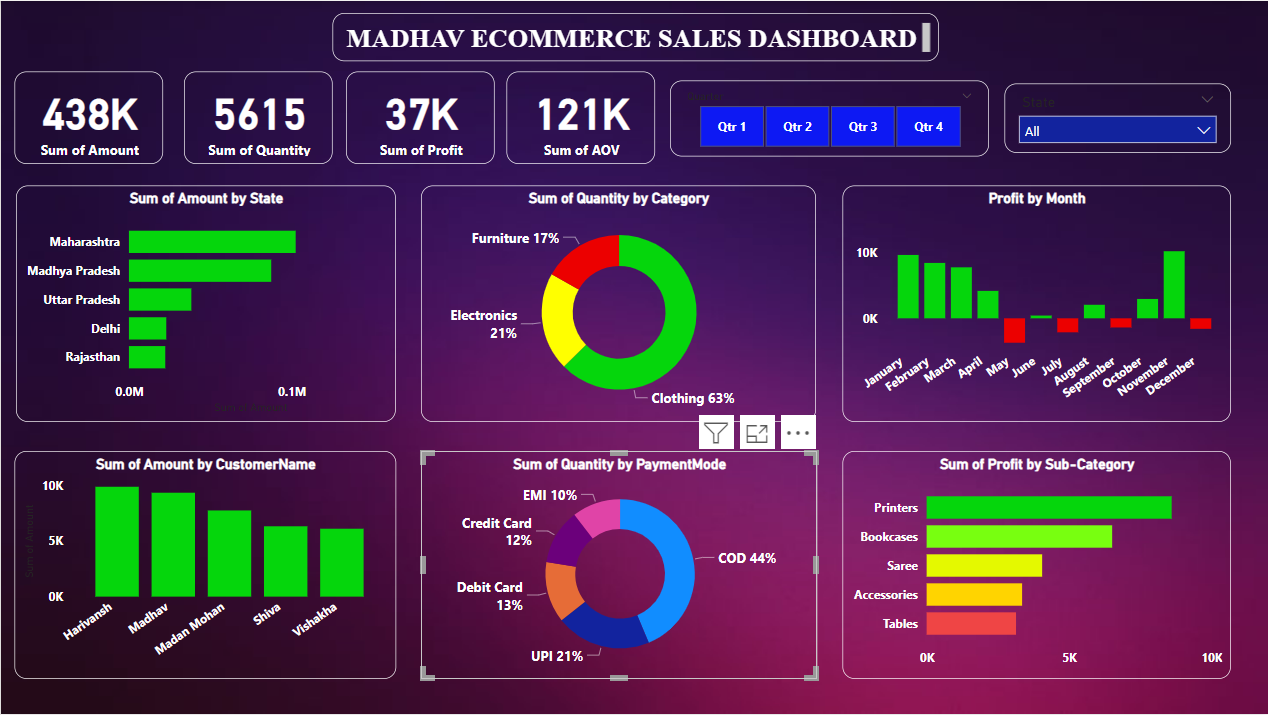 MADHAV ECOMMERCE SALES DASHBOARD
438K
Sum of Amount
5615
Sum of Quantity
37K
Sum of Profit
121K
Sum of AOV
Qtr 1
Qtr 2
Qtr 3
Qtr 4
State
All
Sum of Amount by State
Maharashtra
Madhya Pradesh
Uttar Pradesh
Delhi
Rajasthan
0.0M
0.1M
Sum of Quantity by Category
Furniture 17%
Electronics
21%
Clothing 63%
Profit by Month
10K
0K
January
February
March
April
May
June
July
August
September
October
November
December
Sum of Amount by CustomerName
Sum of Amount
10K
5K
0K
Harivansh
Madhav
Madan Mohan
Shiva
Vishakha
Sum of Quantity by PaymentMode
EMI 10%
Credit Card
12%
Debit Card
13%
UPI 21%
COD 44%
Sum of Profit by Sub-Category
Printers
Bookcases
Saree
Accessories
Tables
0K
5K
10K